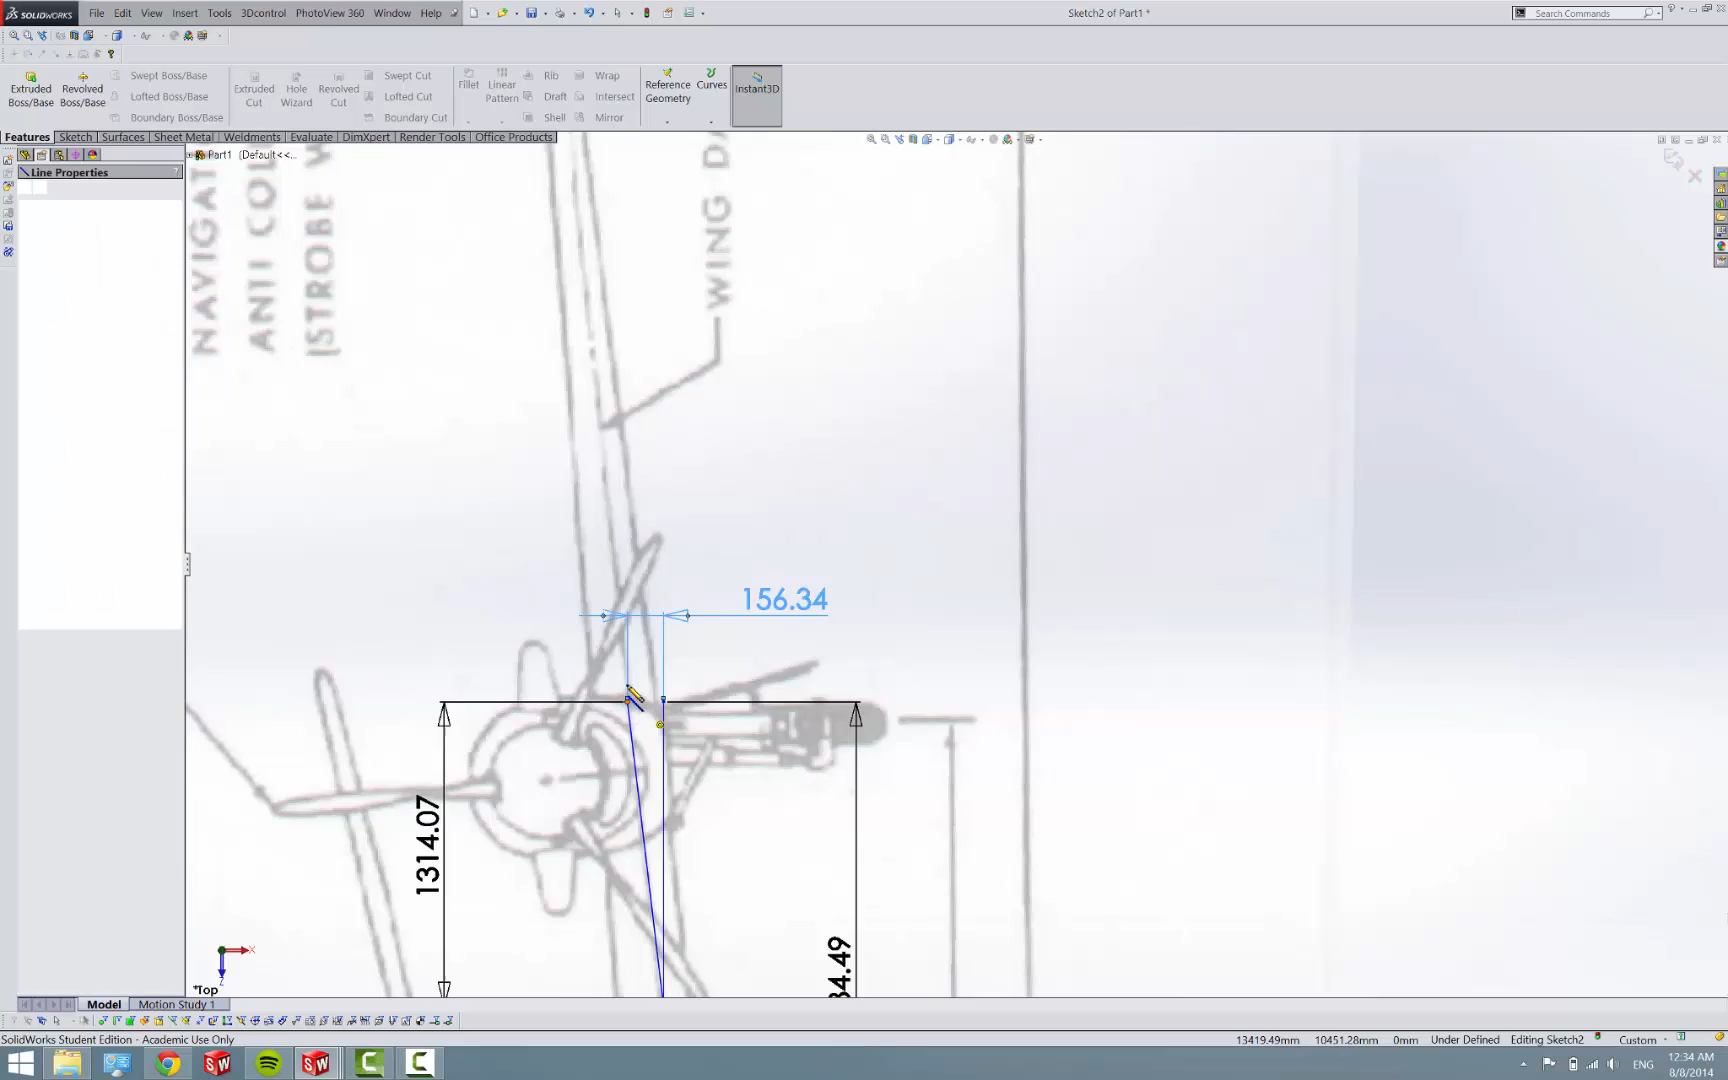 SOLIDWORKS File Edit View Insert Tools 3Dcontrol PhotoView 360 Window Help
Sketch2 of Part1 *
Search Commands
Extruded Boss/Base
Revolved Boss/Base
Swept Boss/Base
Lofted Boss/Base
Boundary Boss/Base
Extruded Cut
Hole Wizard
Revolved Cut
Swept Cut
Lofted Cut
Boundary Cut
Fillet
Linear Pattern
Rib
Draft
Shell
Wrap
Intersect
Mirror
Reference Geometry
Curves
Instant3D
Features Sketch Surfaces Sheet Metal Weldments Evaluate DimXpert Render Tools Office Products
Part1 (Default<<...
Line Properties
?
NAVIGAT
ANTI COL
STROBE
WING DA
156.34
1314.07
34.49
X
Z
*Top
Model Motion Study 1
SolidWorks Student Edition - Academic Use Only
13419.49mm 10451.28mm 0mm Under Defined Editing Sketch2 Custom
ENG
12:34 AM
8/8/2014